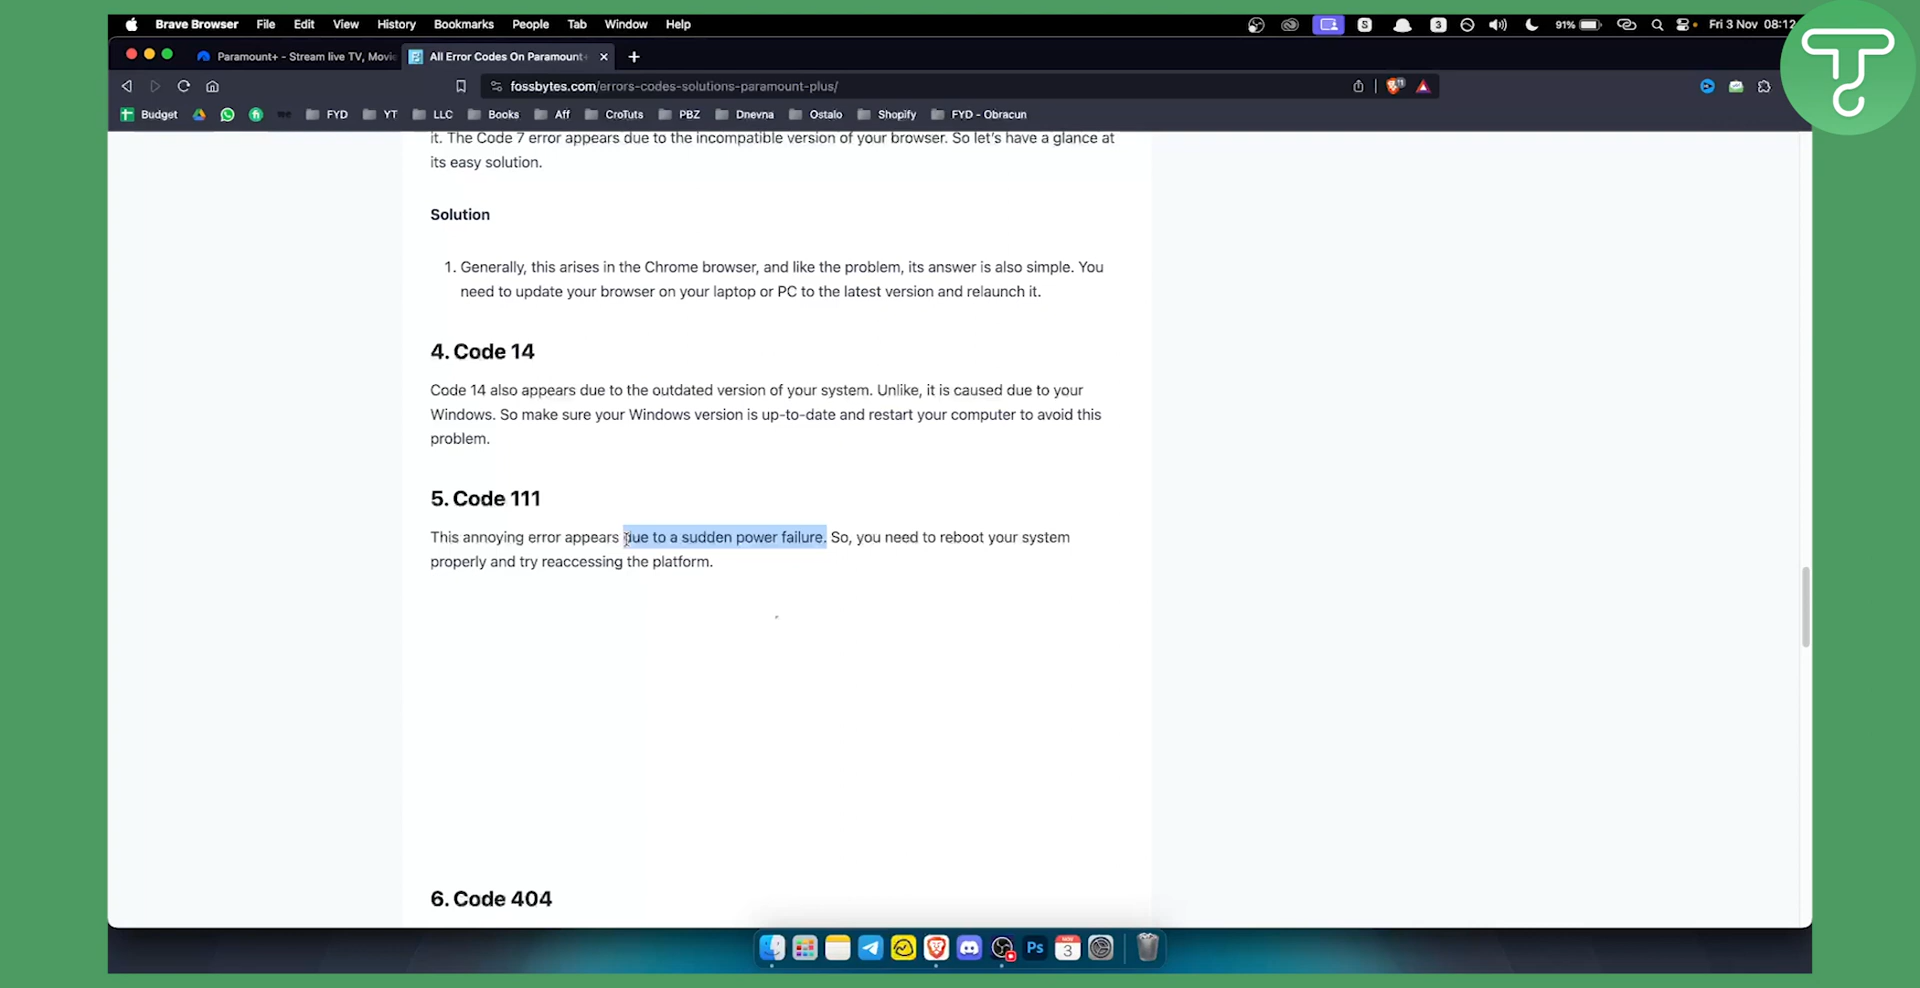 Brave Browser File Edit View History Bookmarks People Tab Window Help
S 3 91% Fri 3 Nov 08:12
Paramount+ - Stream live TV, Movi
All Error Codes On Paramount+
fossbytes.com/errors-codes-solutions-paramount-plus/
11
Budget FYD YT LLC Books Aff CroTuts PBZ Dnevna Ostalo Shopify FYD - Obracun
it. The Code 7 error appears due to the incompatible version of your browser. So let's have a glance at
its easy solution.
Solution
1. Generally, this arises in the Chrome browser, and like the problem, its answer is also simple. You
need to update your browser on your laptop or PC to the latest version and relaunch it.
4. Code 14
Code 14 also appears due to the outdated version of your system. Unlike, it is caused due to your
Windows. So make sure your Windows version is up-to-date and restart your computer to avoid this
problem.
5. Code 111
This annoying error appears due to a sudden power failure. So, you need to reboot your system
properly and try reaccessing the platform.
6. Code 404
Ps
NOV
3